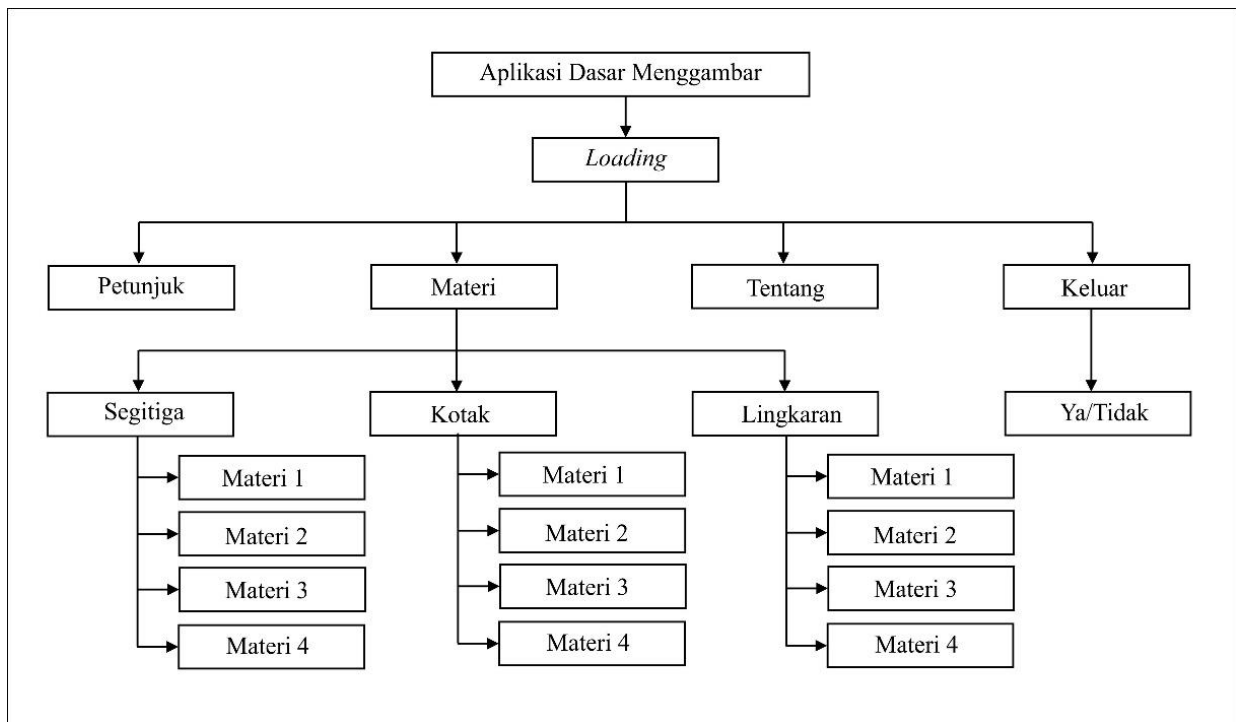 Aplikasi Dasar Menggambar
Loading
Petunjuk
Materi
Tentang
Keluar
Segitiga
Kotak
Lingkaran
Ya/Tidak
Materi 1
Materi 1
Materi 1
Materi 2
Materi 2
Materi 2
Materi 3
Materi 3
Materi 3
Materi 4
Materi 4
Materi 4